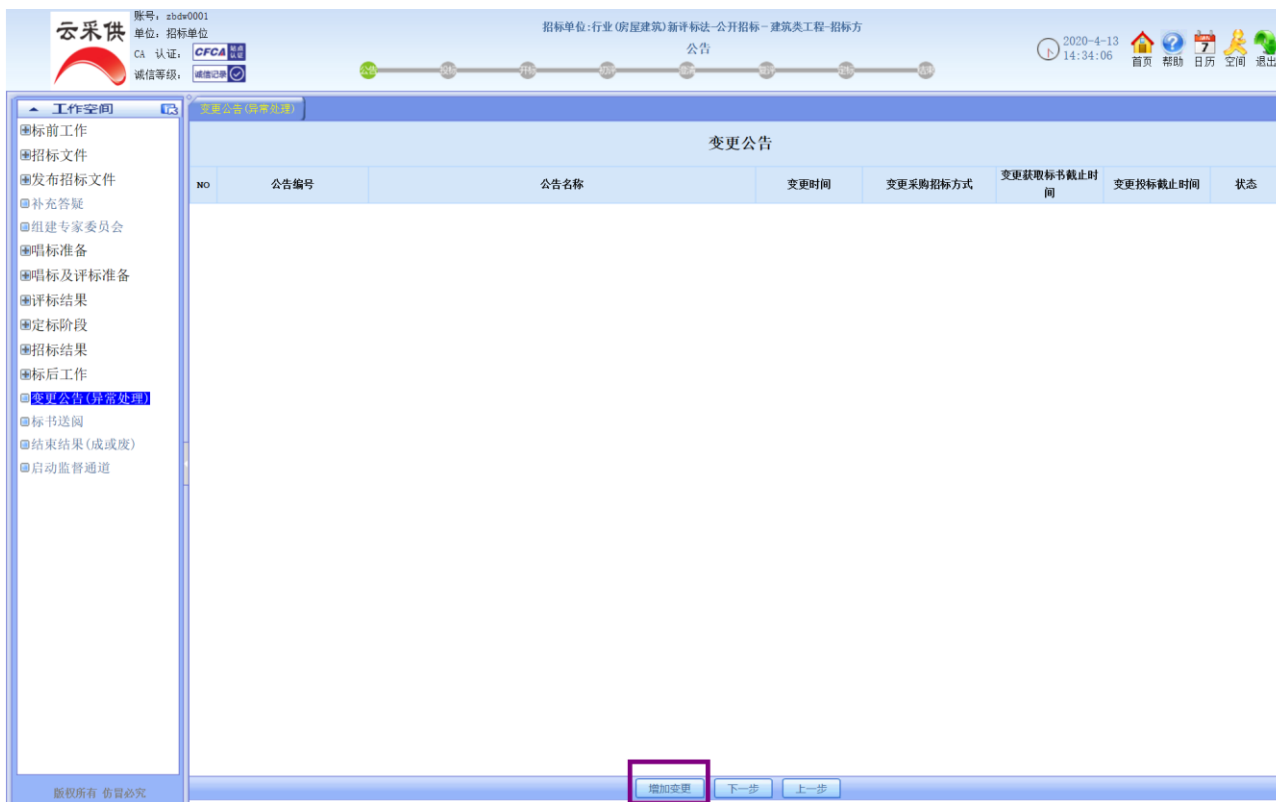 云采供
账号: zbdw0001
单位: 招标单位
CA 认证: CFCA
诚信等级: 诚信记录
招标单位:行业(房屋建筑)新评标法-公开招标-建筑类工程-招标方
公告
公告
2020-4-13
14:34:06
首页 帮助 日历 空间 退出
7
工作空间
标前工作
招标文件
发布招标文件
补充答疑
组建专家委员会
唱标准备
唱标及评标准备
评标结果
定标阶段
招标结果
标后工作
变更公告(异常处理)
标书送阅
结束结果(成或废)
启动监督通道
版权所有 仿冒必究
变更公告(异常处理)
变更公告
NO 公告编号 公告名称 变更时间 变更采购招标方式 变更获取标书截止时间 变更投标截止时间 状态
增加变更 下一步 上一步